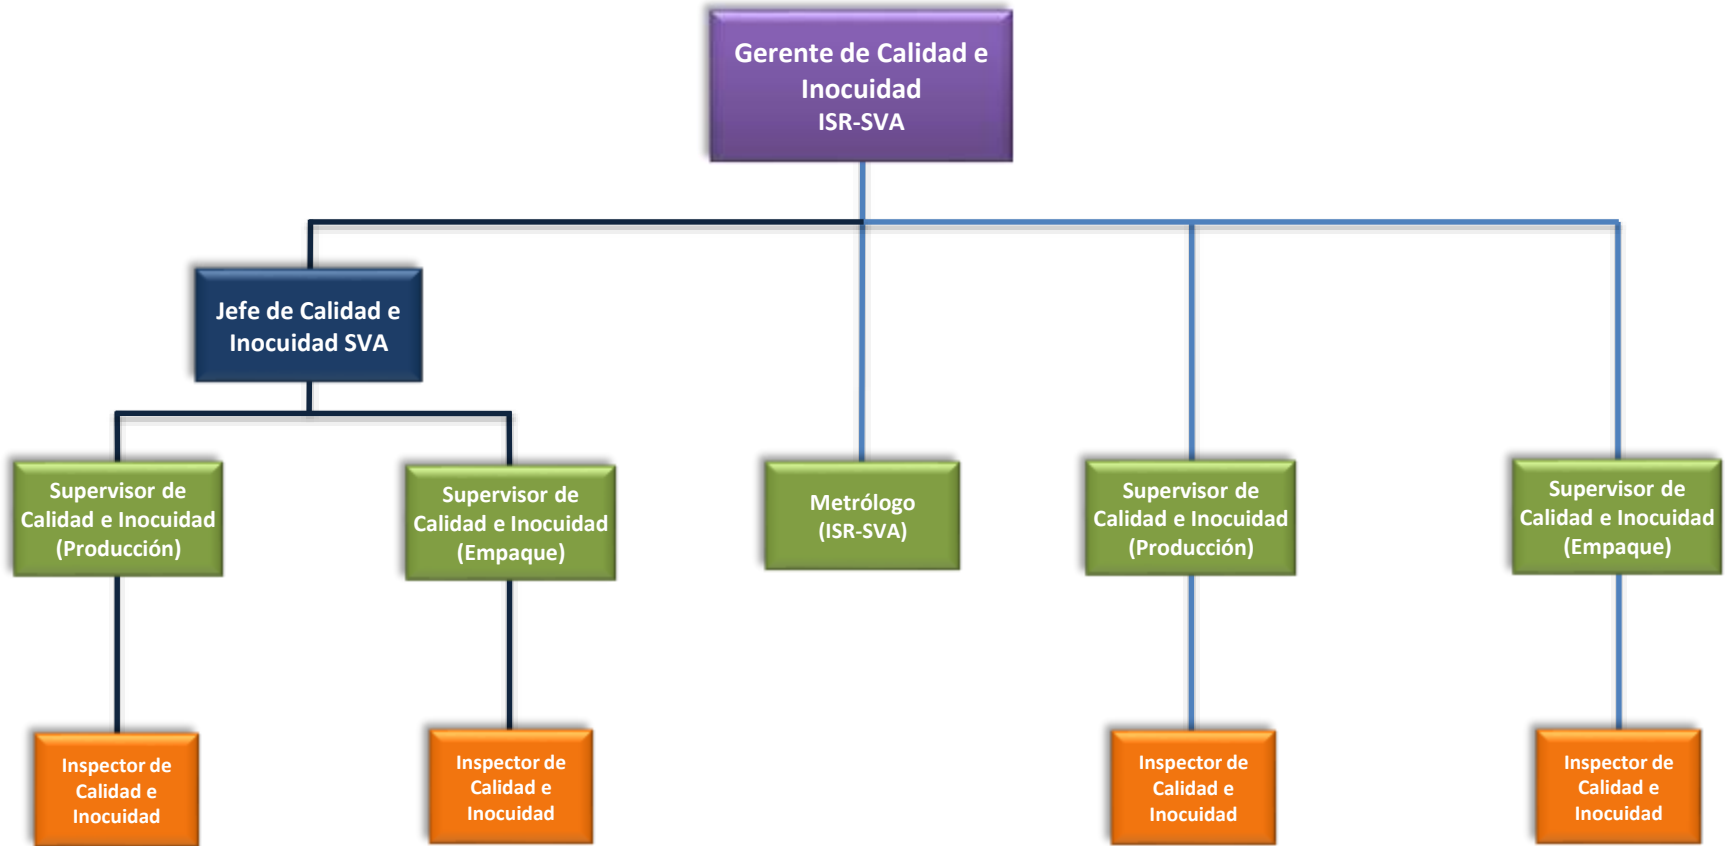 Gerente de Calidad e
Inocuidad
ISR-SVA
Jefe de Calidad e
Inocuidad SVA
Supervisor de
Calidad e Inocuidad
(Producción)
Supervisor de
Calidad e Inocuidad
(Empaque)
Metrólogo
(ISR-SVA)
Supervisor de
Calidad e Inocuidad
(Producción)
Supervisor de
Calidad e Inocuidad
(Empaque)
Inspector de
Calidad e
Inocuidad
Inspector de
Calidad e
Inocuidad
Inspector de
Calidad e
Inocuidad
Inspector de
Calidad e
Inocuidad